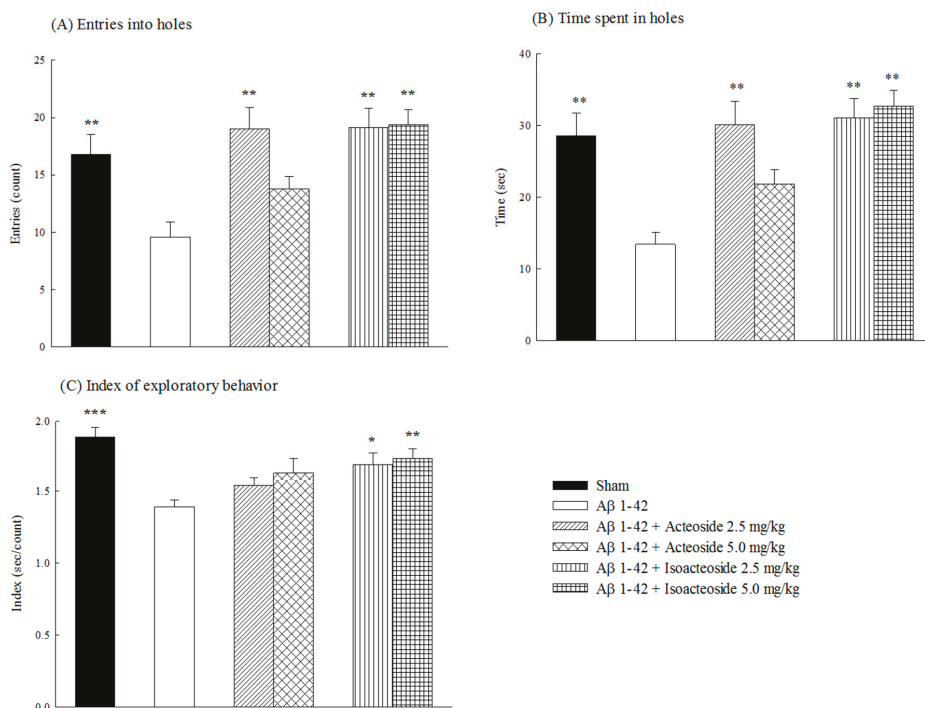 (A) Entries into holes
Entries (count)
25
20
15
10
5
0
**
**
**
**
(B) Time spent in holes
Time (sec)
40
30
20
10
0
**
**
**
**
(C) Index of exploratory behavior
Index (sec/count)
2.0
1.5
1.0
0.5
0.0
***
*
**
Sham
Aβ 1-42
Aβ 1-42 + Acteoside 2.5 mg/kg
Aβ 1-42 + Acteoside 5.0 mg/kg
Aβ 1-42 + Isoacteoside 2.5 mg/kg
Aβ 1-42 + Isoacteoside 5.0 mg/kg